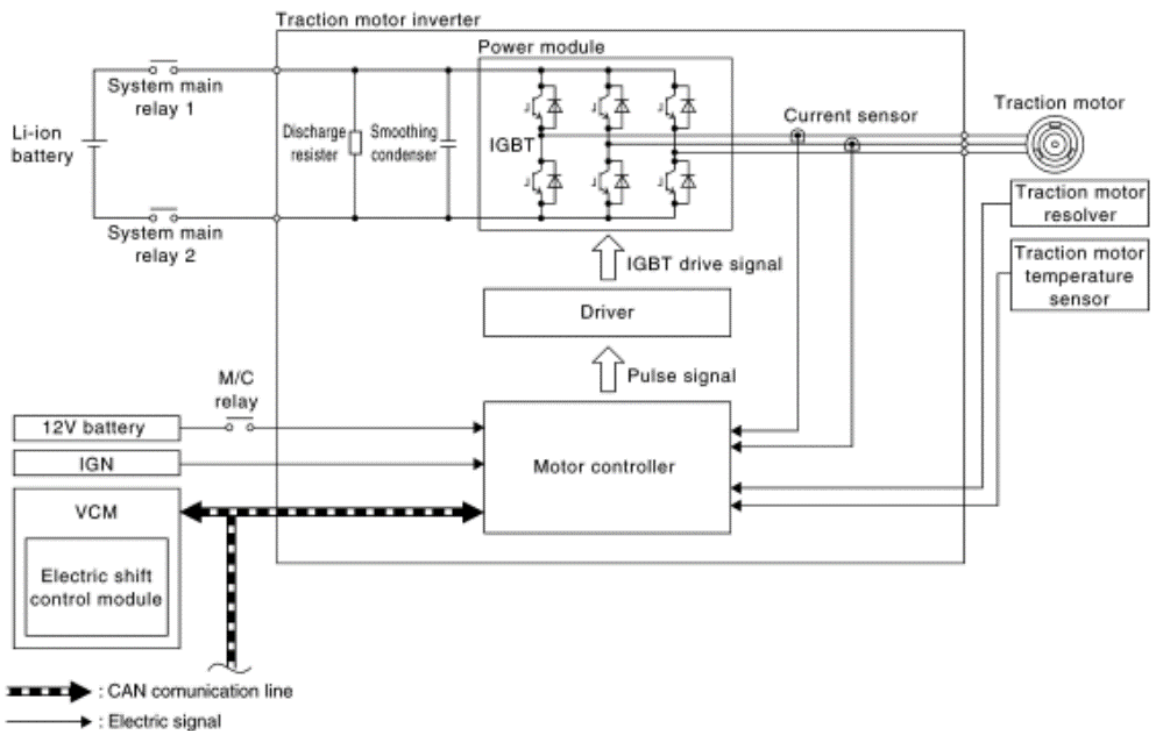 Traction motor inverter
Power module
System main
relay 1
Li-ion
battery
Discharge
resister
Smoothing
condenser
IGBT
Current sensor
Traction motor
System main
relay 2
Traction motor
resolver
Traction motor
temperature
sensor
IGBT drive signal
Driver
Pulse signal
M/C
relay
12V battery
IGN
Motor controller
VCM
Electric shift
control module
: CAN comunication line
: Electric signal